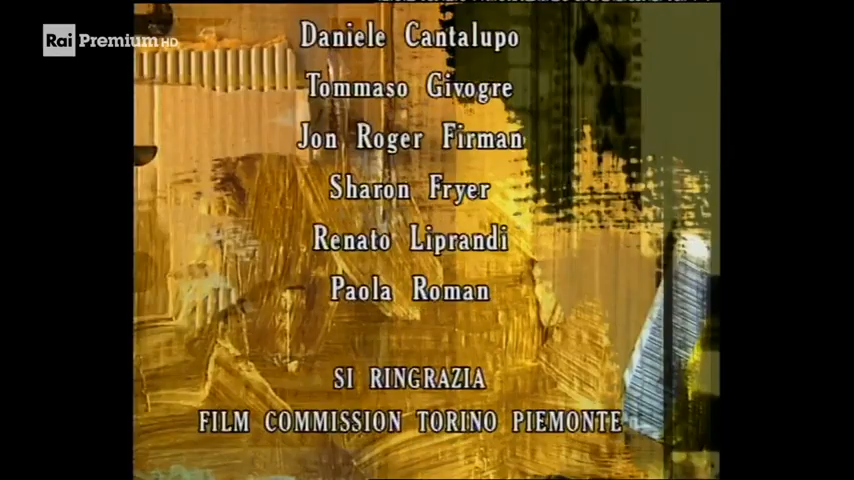 Rai Premium HD
Daniele Cantalupo
Tommaso Givogre
Jon Roger Firman
Sharon Fryer
Renato Liprandi
Paola Roman
SI RINGRAZIA
FILM COMMISSION TORINO PIEMONTE